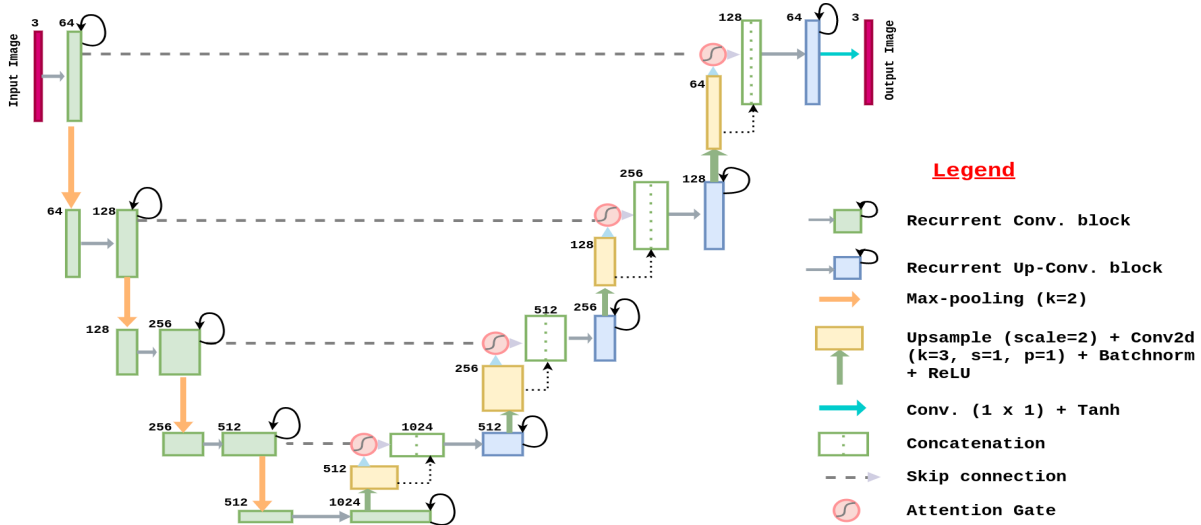 3
64
Input Image
128
64
3
Output Image
64
64
128
256
128
128
128
256
512
256
256
256
512
1024
512
512
512
1024
Legend
Recurrent Conv. block
Recurrent Up-Conv. block
Max-pooling (k=2)
Upsample (scale=2) + Conv2d
(k=3, s=1, p=1) + Batchnorm
+ ReLU
Conv. (1 x 1) + Tanh
Concatenation
Skip connection
Attention Gate